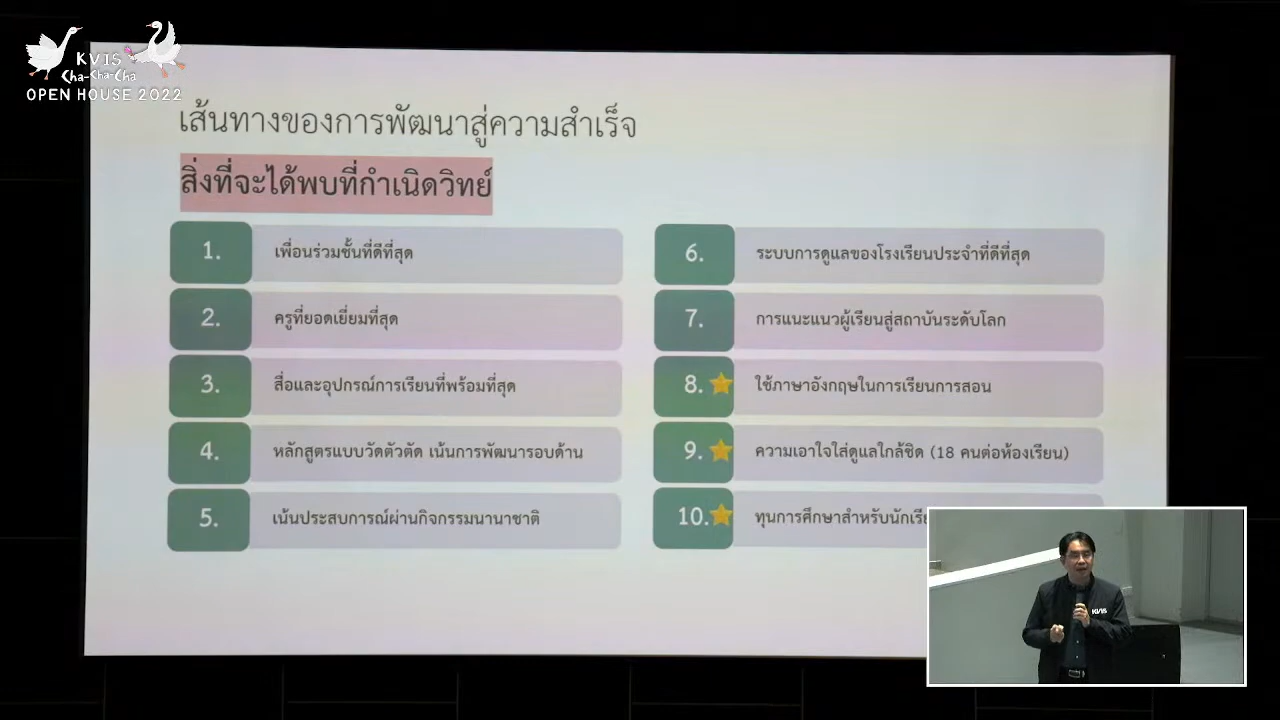 KVIS
Cha-Cha-Cha
OPEN HOUSE 2022
เส้นทางของการพัฒนาสู่ความสำเร็จ
สิ่งที่จะได้พบที่กำเนิดวิทย์
1. เพื่อนร่วมชั้นที่ดีที่สุด
2. ครูที่ยอดเยี่ยมที่สุด
3. สื่อและอุปกรณ์การเรียนที่พร้อมที่สุด
4. หลักสูตรแบบวัดตัวตัด เน้นการพัฒนารอบด้าน
5. เน้นประสบการณ์ผ่านกิจกรรมนานาชาติ
6. ระบบการดูแลของโรงเรียนประจำที่ดีที่สุด
7. การแนะแนวผู้เรียนสู่สถาบันระดับโลก
8. ใช้ภาษาอังกฤษในการเรียนการสอน
9. ความเอาใจใส่ดูแลใกล้ชิด (18 คนต่อห้องเรียน)
10. ทุนการศึกษาสำหรับนักเรี
KVIS